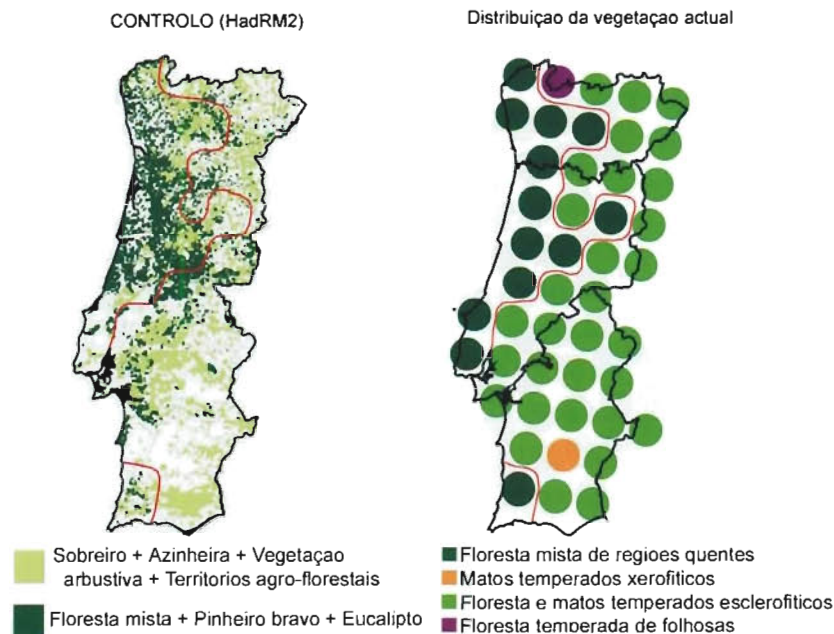 CONTROLO (HadRM2)
Distribuiçao da vegetaçao actual
Sobreiro + Azinheira + Vegetaçao
arbustiva + Territorios agro-florestais
Floresta mista + Pinheiro bravo + Eucalipto
Floresta mista de regioes quentes
Matos temperados xerofiticos
Floresta e matos temperados esclerofiticos
Floresta temperada de folhosas